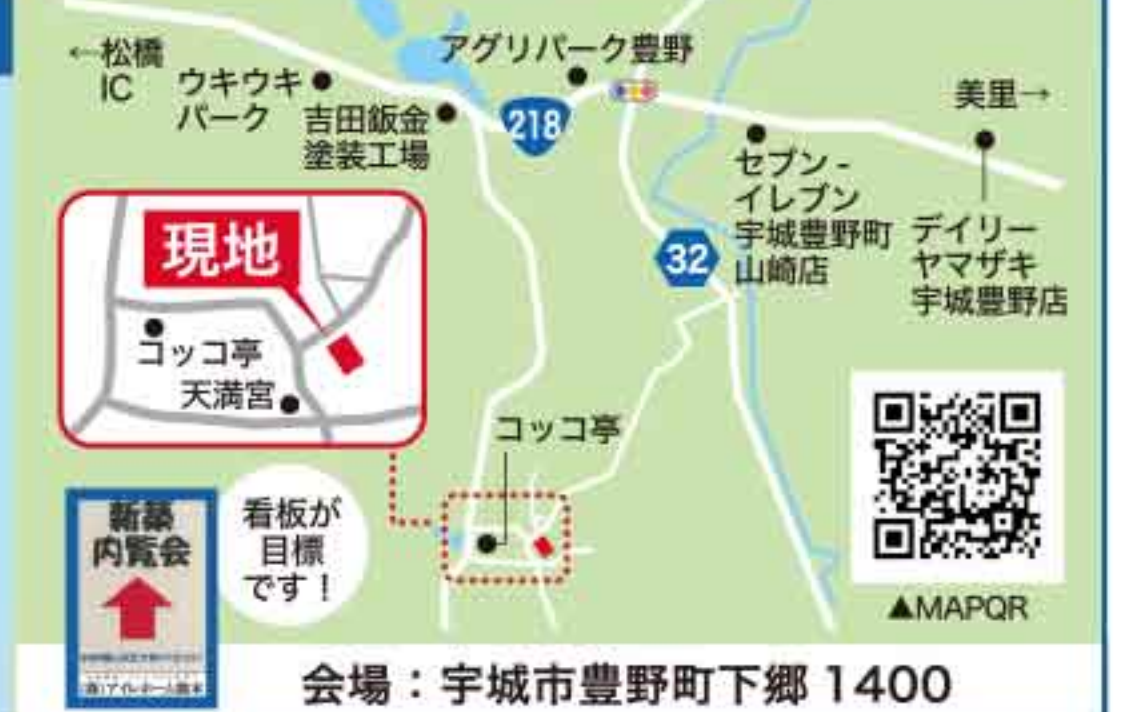 ←松橋
IC
ウキウキ
パーク
吉田鈑金
塗装工場
アグリパーク豊野
218
美里→
セブン-
イレブン
宇城豊野町
山崎店
デイリー
ヤマザキ
宇城豊野店
32
現地
コッコ亭
天満宮
コッコ亭
新築
内覧会
看板が
目標
です！
▲MAPQR
会場：宇城市豊野町下郷 1400